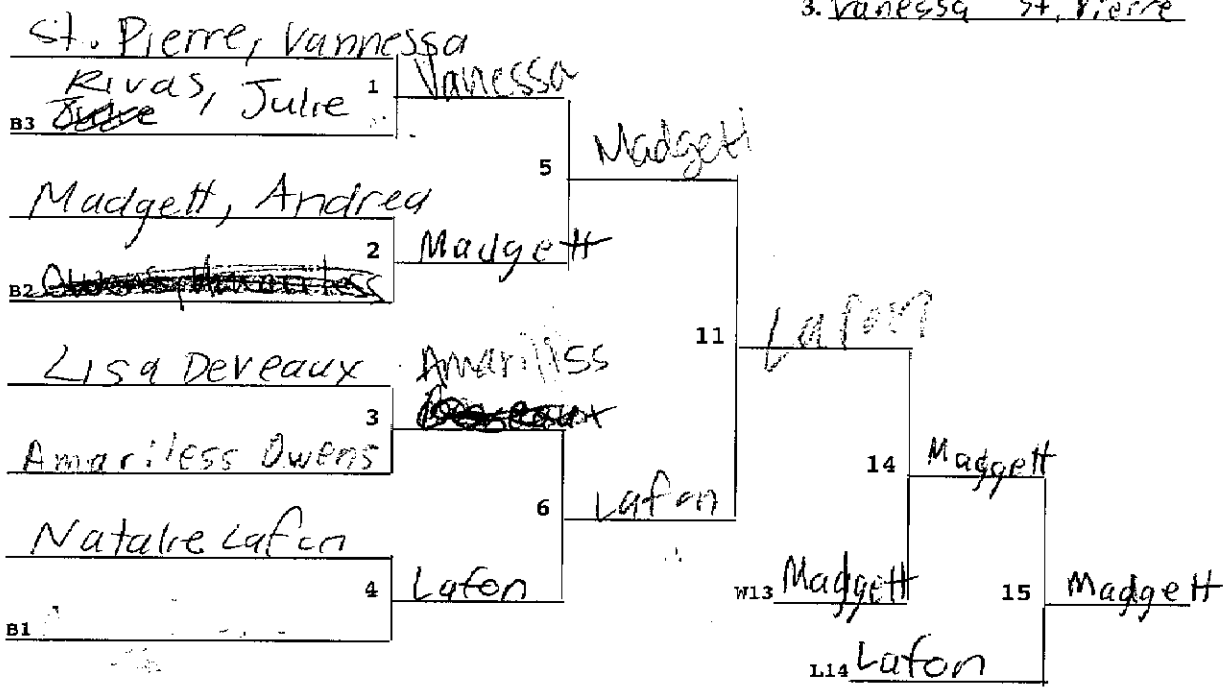 3. Vanessa St. Pierre
St. Pierre, Vannessa
1 Vanessa
Rivas, Julie
B3
5 Madgett
Madgett, Andrea
2 Madgett
B2
11 Lafon
Lisa Deveaux Amariliss
3
Amariless Owens
14 Madgett
6 Lafon
Natalie Lafon
4 Lafon
W13 Madgett
15 Madgett
B1
L14 Lafon